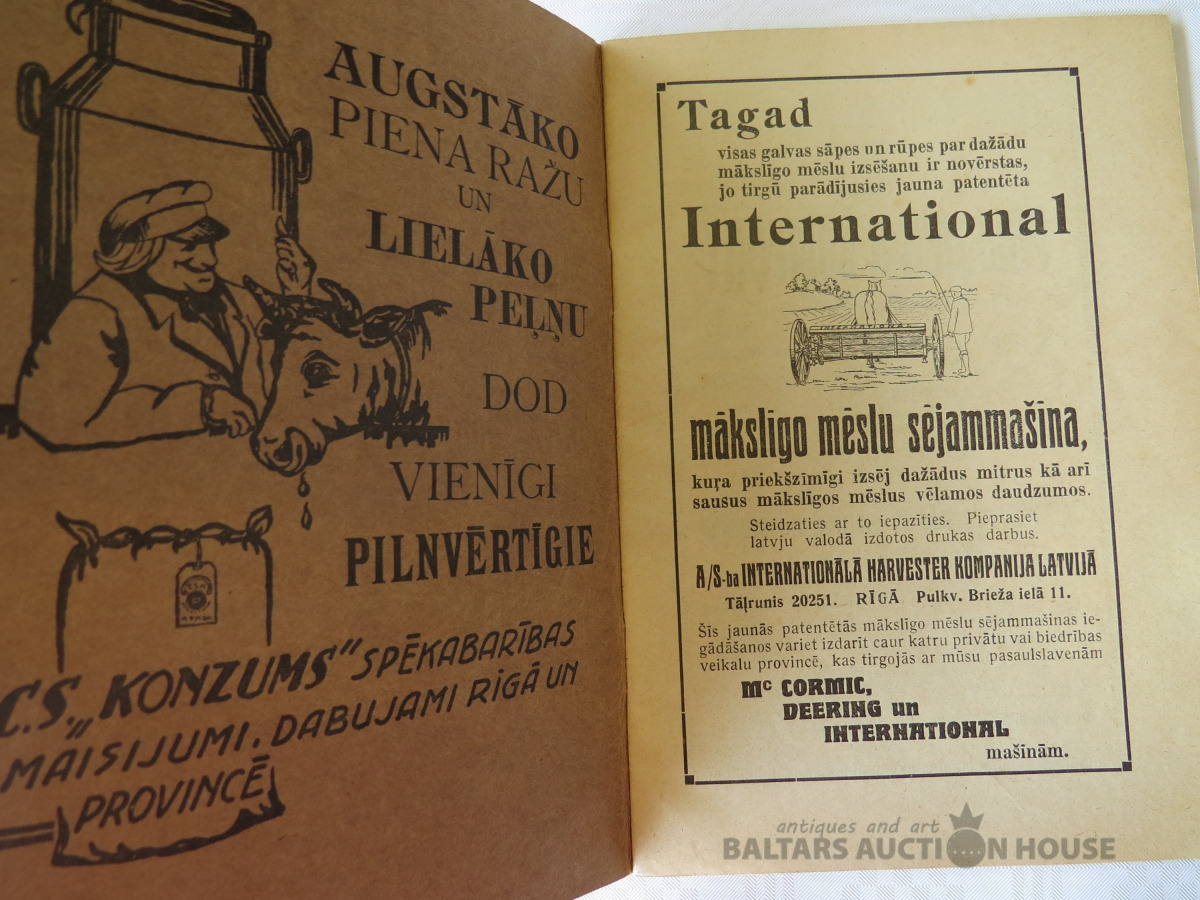 AUGSTĀKO
PIENA RAŽU
UN
LIELĀKO
PEĻŅU
DOD
VIENĪGI
PILNVĒRTĪGIE
C.S. „KONZUMS" SPĒKABARĪBAS
MAISIJUMI. DABUJAMI RĪGĀ UN
PROVINCĒ
Tagad
visas galvas sāpes un rūpes par dažādu
mākslīgo mēslu izsēšanu ir novērstas,
jo tirgū parādījusies jauna patentēta
International
mākslīgo mēslu sējammašīna,
kuŗa priekšzīmīgi izsēj dažādus mitrus kā arī
sausus mākslīgos mēslus vēlamos daudzumos.
Steidzaties ar to iepazīties. Pieprasiet
latvju valodā izdotos drukas darbus.
A/S-ba INTERNATIONĀLĀ HARVESTER KOMPANIJA LATVIJĀ
Tāļrunis 20251. RĪGĀ Pulkv. Brieža ielā 11.
Šīs jaunās patentētās mākslīgo mēslu sējammašīnas ie-
gādāšanos variet izdarīt caur katru privātu vai biedrības
veikalu provincē, kas tirgojās ar mūsu pasaulslavenām
Mc CORMIC,
DEERING un
INTERNATIONAL
mašīnām.
antiques and art
BALTARS AUCTION HOUSE